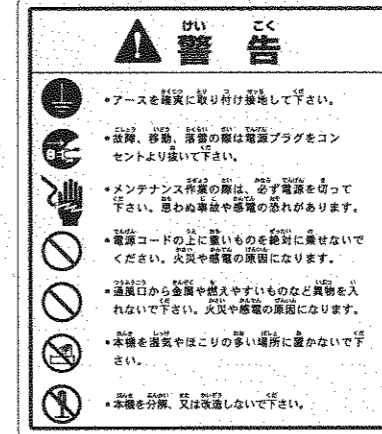 警告
・アースを確実に取り付け接地して下さい。
・故障、移動、落雷の際は電源プラグをコン
セントより抜いて下さい。
・メンテナンス作業の際は、必ず電源を切って
下さい。思わぬ事故や感電の恐れがあります。
・電源コードの上に重いものを絶対に乗せないで
ください。火災や感電の原因になります。
・通風口から金属や燃えやすいものなど異物を入
れないで下さい。火災や感電の原因になります。
・本機を湿気やほこりの多い場所に置かないで下
さい。
・本機を分解、又は改造しないで下さい。